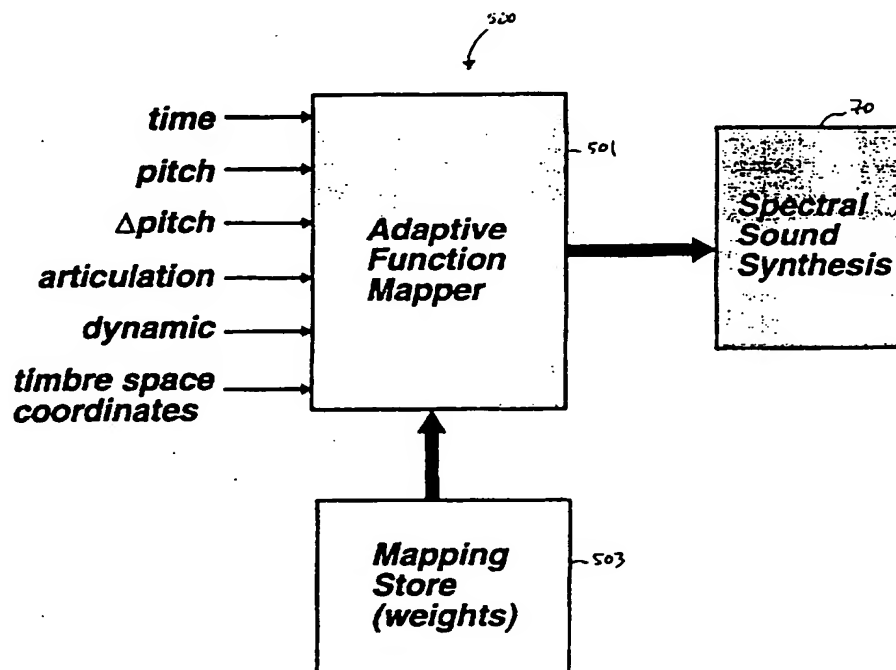 500
time
pitch
Δpitch
articulation
dynamic
timbre space
coordinates
Adaptive
Function
Mapper
501
70
Spectral
Sound
Synthesis
Mapping
Store
(weights)
503